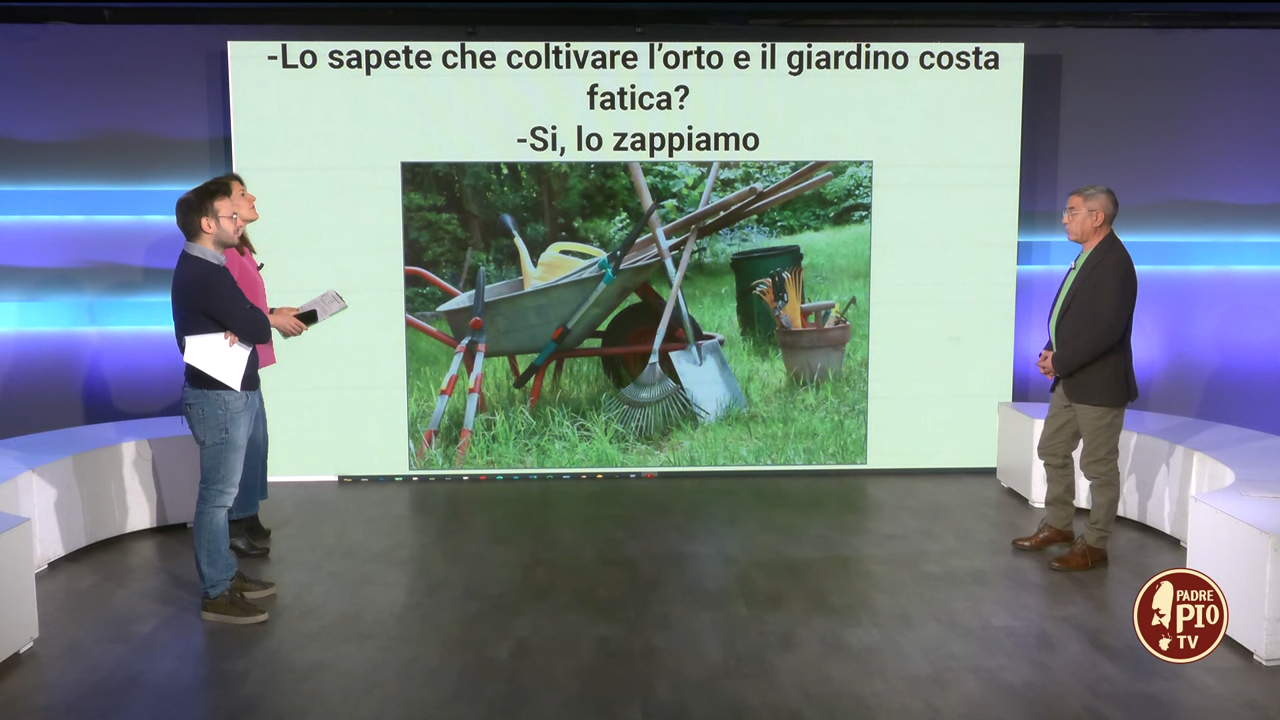 -Lo sapete che coltivare l'orto e il giardino costa
fatica?
-Si, lo zappiamo
PADRE
PIO
TV